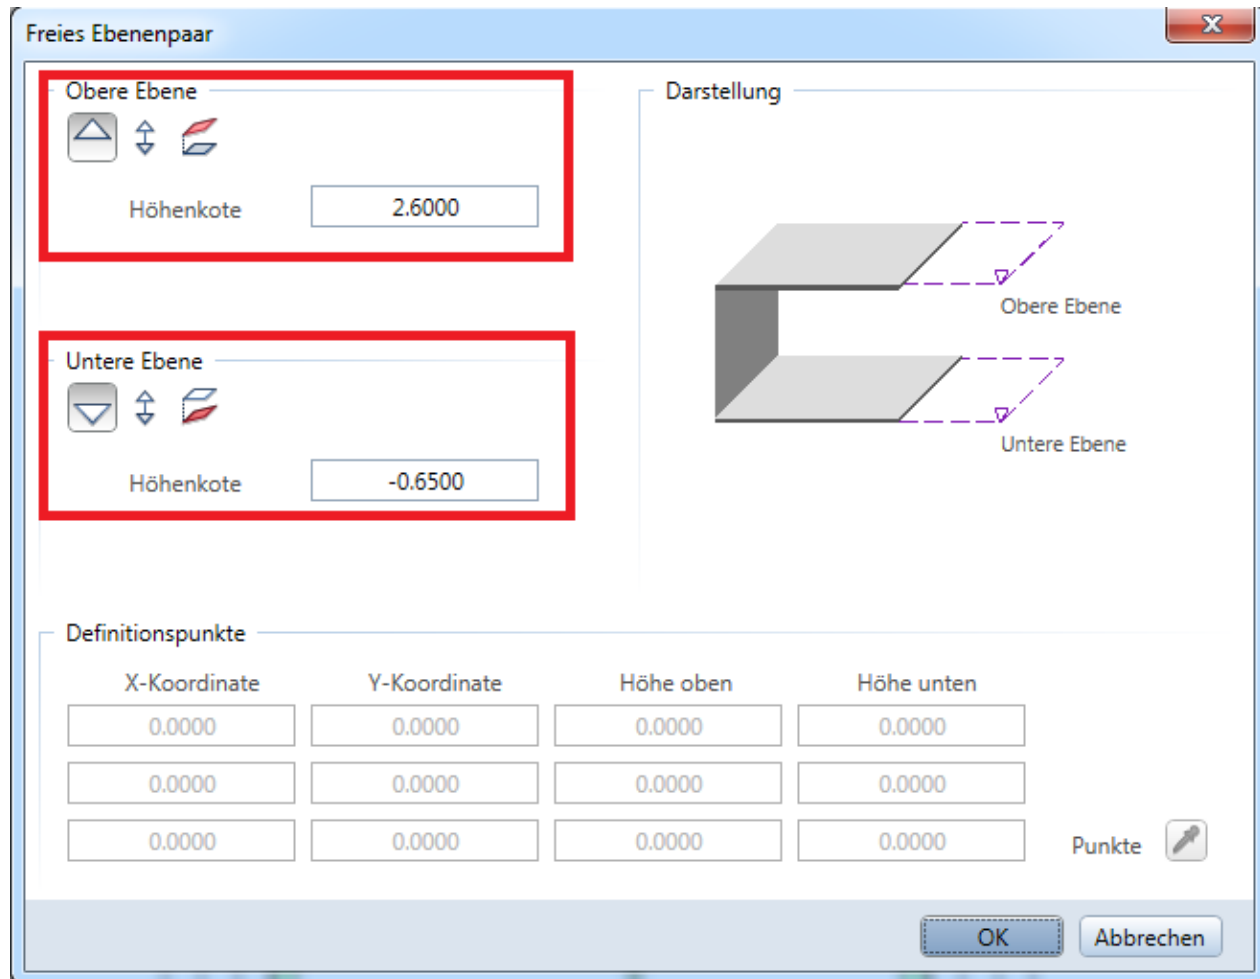 Freies Ebenenpaar
Obere Ebene
Höhenkote 2.6000
Untere Ebene
Höhenkote -0.6500
Darstellung
Obere Ebene
Untere Ebene
Definitionspunkte
X-Koordinate Y-Koordinate Höhe oben Höhe unten
0.0000 0.0000 0.0000 0.0000
0.0000 0.0000 0.0000 0.0000
0.0000 0.0000 0.0000 0.0000
Punkte
OK Abbrechen